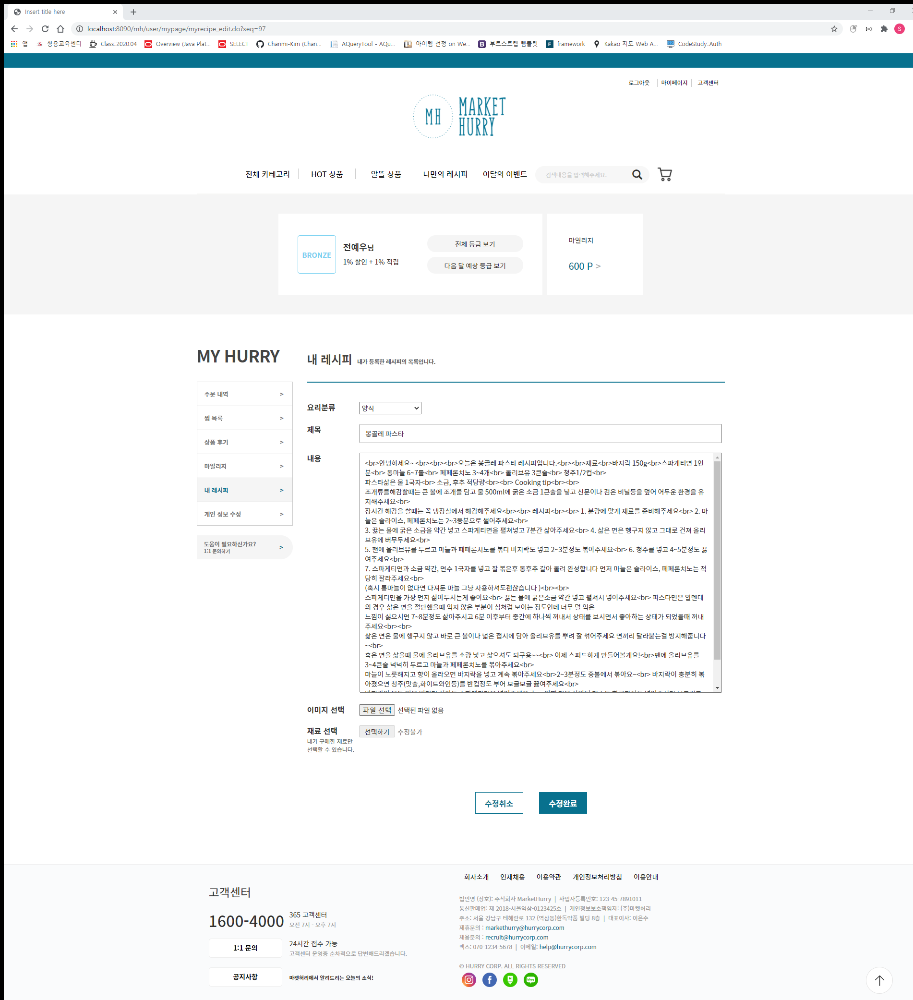 Insert title here
localhost:8090/mh/user/mypage/myrecipe_edit.do?seq=97
S
앱 쌍용교육센터 Class::2020.04 Overview (Java Plat... SELECT Chanmi-Kim (Chan... AQueryTool - AQu... 아이템 선정 on We... B 부트스트랩 템플릿 F framework Kakao 지도 Web A... CodeStudy::Auth
로그아웃 마이페이지 고객센터
MH MARKET HURRY
전체 카테고리 HOT 상품 알뜰 상품 나만의 레시피 이달의 이벤트 검색내용을 입력해주세요.
BRONZE
전예우님
1% 할인 + 1% 적립
전체 등급 보기
다음 달 예상 등급 보기
마일리지
600 P >
MY HURRY
주문 내역 >
찜 목록 >
상품 후기 >
마일리지 >
내 레시피 >
개인 정보 수정 >
도움이 필요하신가요?
1:1 문의하기 >
내 레시피 내가 등록한 레시피의 목록입니다.
요리분류 양식
제목 봉골레 파스타
내용
<br>안녕하세요~ <br><br><br>오늘은 봉골레 파스타 레시피입니다.<br><br>재료<br>바지락 150g<br>스파게티면 1인
분<br> 통마늘 6~7톨<br> 페페론치노 3~4개<br> 올리브유 3큰술<br> 청주1/2컵<br>
파스타삶은 물 1국자<br> 소금, 후추 적당량<br><br> Cooking tip<br><br>
조개류를해감할때는 큰 볼에 조개를 담고 물 500ml에 굵은 소금 1큰술을 넣고 신문이나 검은 비닐등을 덮어 어두운 환경을 유
지해주세요<br>
장시간 해감을 할때는 꼭 냉장실에서 해감해주세요<br><br> 레시피<br><br> 1. 분량에 맞게 재료를 준비해주세요<br> 2. 마
늘은 슬라이스, 페페론치노는 2~3등분으로 썰어주세요<br>
3. 끓는 물에 굵은 소금을 약간 넣고 스파게티면을 펼쳐넣고 7분간 삶아주세요<br> 4. 삶은 면은 헹구지 않고 그대로 건져 올리
브유에 버무두세요<br>
5. 팬에 올리브유를 두르고 마늘과 페페론치노를 볶다 바지락도 넣고 2~3분정도 볶아주세요<br> 6. 청주를 넣고 4~5분정도 끓
여주세요<br>
7. 스파게티면과 소금 약간, 면수 1국자를 넣고 잘 볶은후 통후추 갈아 올려 완성합니다 먼저 마늘은 슬라이스, 페페론치노는 적
당히 잘라주세요<br>
(혹시 통마늘이 없다면 다져둔 마늘 그냥 사용하셔도괜찮습니다 )<br><br>
스파게티면을 가장 먼저 삶아두시는게 좋아요<br> 끓는 물에 굵은소금 약간 넣고 펼쳐서 넣어주세요<br> 파스타면은 알덴테
의 경우 삶은 면을 절단했을때 익지 않은 부분이 심처럼 보이는 정도인데 너무 덜 익은
느낌이 싫으시면 7~8분정도 삶아주시고 6분 이후부터 중간에 하나씩 꺼내서 상태를 보시면서 좋아하는 상태가 되었을때 꺼내
주세요<br><br>
삶은 면은 물에 헹구지 않고 바로 큰 볼이나 넓은 접시에 담아 올리브유를 뿌려 잘 섞어주세요 면끼리 달라붙는걸 방지해줍니다
~<br>
혹은 면을 삶을때 물에 올리브유를 소량 넣고 삶으셔도 되구용~~<br> 이제 스피드하게 만들어볼게요!<br>팬에 올리브유를
3~4큰술 넉넉히 두르고 마늘과 페페론치노를 볶아주세요<br>
마늘이 노릇해지고 향이 올라오면 바지락을 넣고 계속 볶아주세요<br>2~3분정도 중불에서 볶아요~<br> 바지락이 충분히 볶
아졌으면 청주(맛술,화이트와인등)를 반컵정도 부어 보글보글 끓여주세요<br>
이미지 선택 파일 선택 선택된 파일 없음
재료 선택 선택하기 수정불가
내가 구매한 재료만
선택할 수 있습니다.
수정취소 수정완료
고객센터
1600-4000
365 고객센터
오전 7시 - 오후 7시
1:1 문의
24시간 접수 가능
고객센터 운영중 순차적으로 답변해드리겠습니다.
공지사항
마켓허리에서 알려드리는 오늘의 소식!
회사소개 인재채용 이용약관 개인정보처리방침 이용안내
법인명 (상호): 주식회사 MarketHurry | 사업자등록번호: 123-45-7891011
통신판매업: 제 2018-서울역삼-0123425호 | 개인정보보호책임자: (주)마켓허리
주소: 서울 강남구 테헤란로 132 (역삼동)한독약품 빌딩 8층 | 대표이사: 이은수
제휴문의 : markethurry@hurrycorp.com
채용문의 : recruit@hurrycorp.com
팩스: 070-1234-5678 | 이메일: help@hurrycorp.com
© HURRY CORP. ALL RIGHTS RESERVED
blog